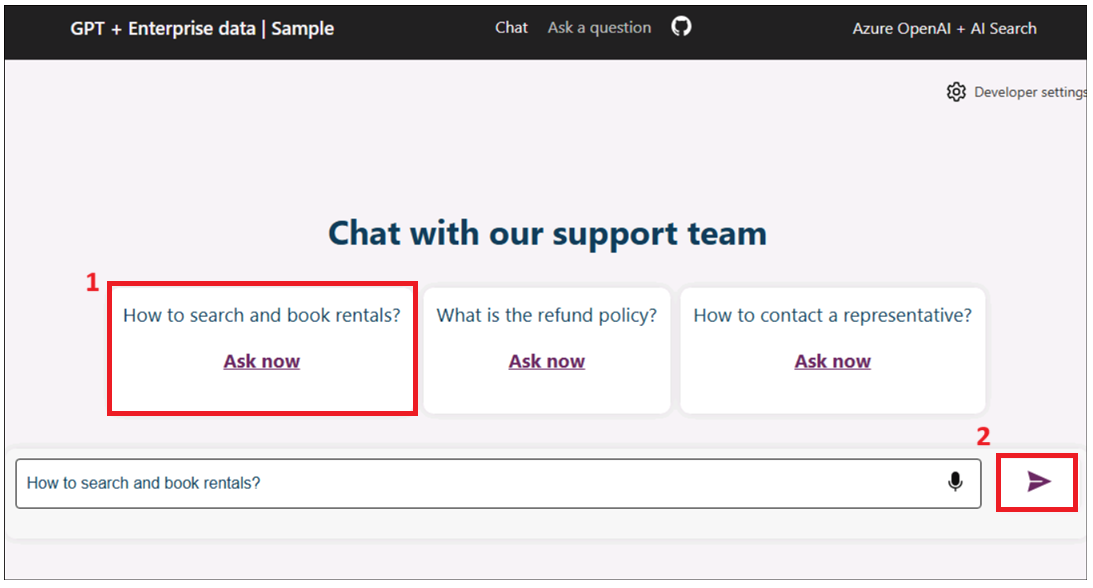 GPT + Enterprise data | Sample
Chat
Ask a question
Azure OpenAI + AI Search
Developer settings
Chat with our support team
1
How to search and book rentals?
Ask now
What is the refund policy?
Ask now
How to contact a representative?
Ask now
2
How to search and book rentals?